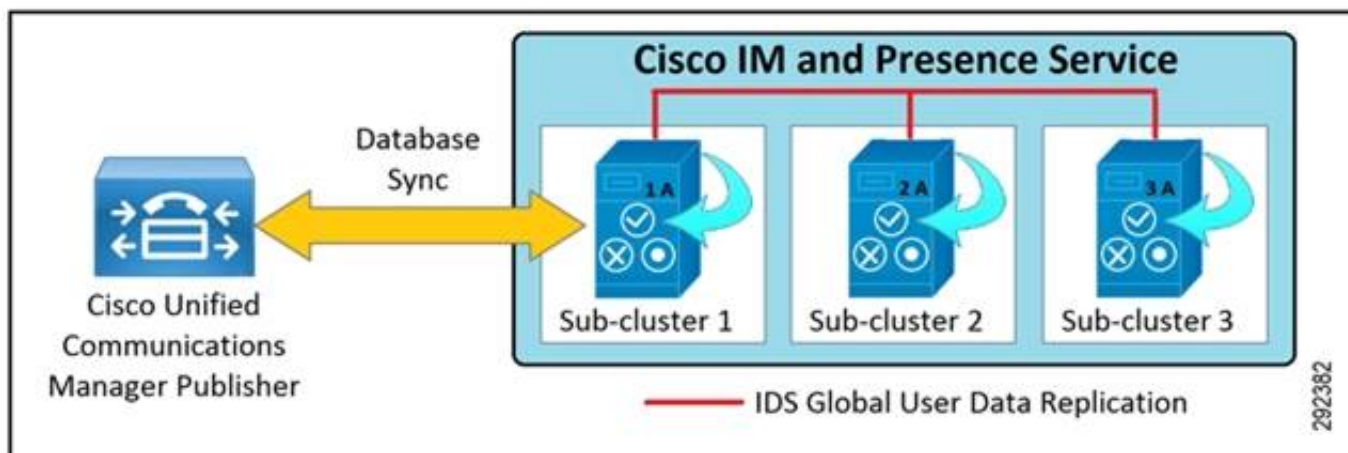 Cisco IM and Presence Service
Database
Sync
1 A
2 A
3 A
Sub-cluster 1
Sub-cluster 2
Sub-cluster 3
Cisco Unified
Communications
Manager Publisher
IDS Global User Data Replication
292382